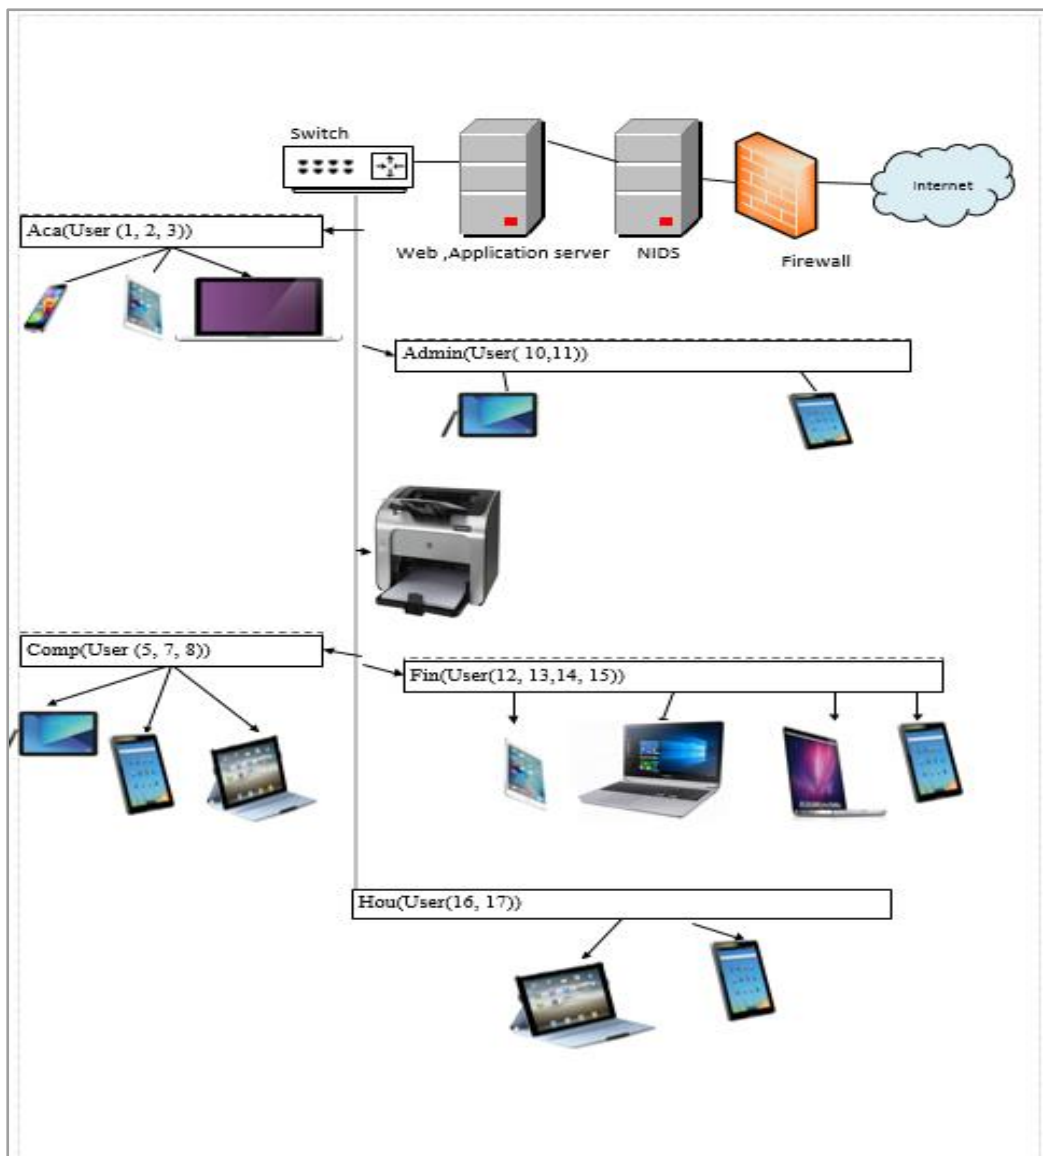 Switch
Internet
Aca(User (1, 2, 3))
Web ,Application server
NIDS
Firewall
Admin(User( 10,11))
Comp(User (5, 7, 8))
Fin(User(12, 13,14, 15))
Hou(User(16, 17))